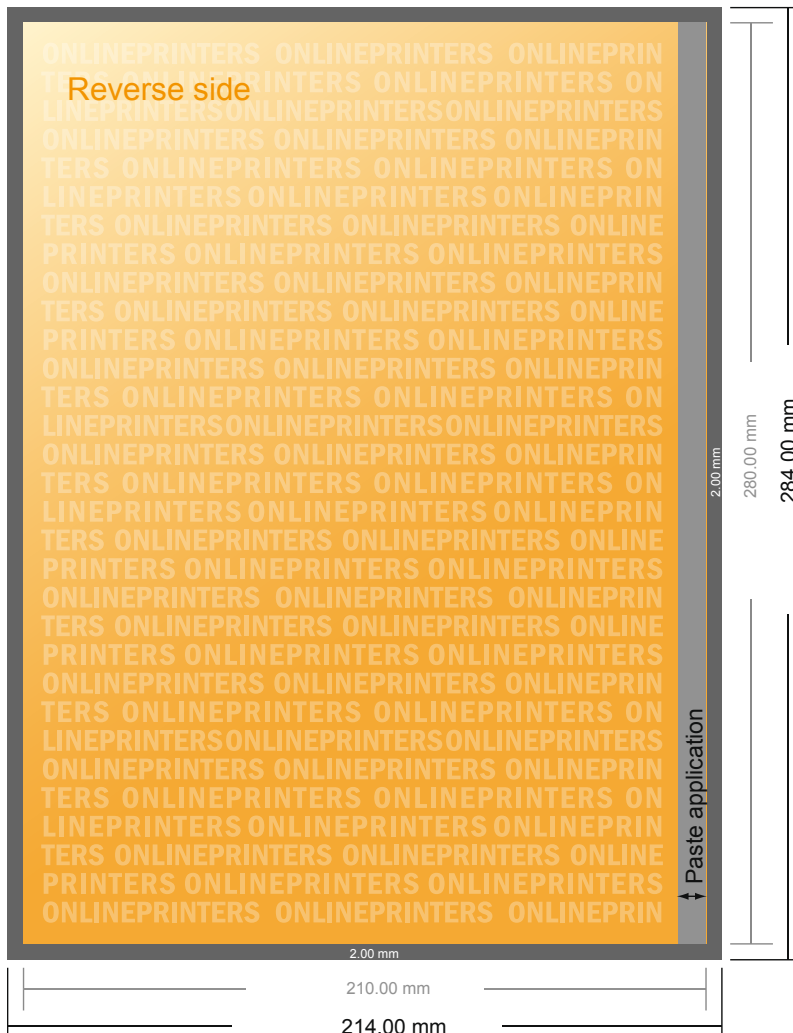 ONLINEPRINTERS ONLINEPRINTERS ONLINEPRIN
TERS ONLINEPRINTERS ONLINEPRINTERS ON
Reverse side
LINEPRINTERSONLINEPRINTERSONLINEPRINTERS
ONLINEPRINTERS ONLINEPRINTERS ONLINEPRIN
TERS ONLINEPRINTERS ONLINEPRINTERS ON
LINEPRINTERS ONLINEPRINTERS ONLINEPRIN
TERS ONLINEPRINTERS ONLINEPRINTERS ONLINE
PRINTERS ONLINEPRINTERS ONLINEPRINTERS
ONLINEPRINTERS ONLINEPRINTERS ONLINEPRIN
TERS ONLINEPRINTERS ONLINEPRINTERS ONLINE
PRINTERS ONLINEPRINTERS ONLINEPRINTERS
ONLINEPRINTERS ONLINEPRINTERS ONLINEPRIN
TERS ONLINEPRINTERS ONLINEPRINTERS ON
LINEPRINTERSONLINEPRINTERSONLINEPRINTERS
ONLINEPRINTERS ONLINEPRINTERS ONLINEPRIN
TERS ONLINEPRINTERS ONLINEPRINTERS ON
LINEPRINTERS ONLINEPRINTERS ONLINEPRIN
TERS ONLINEPRINTERS ONLINEPRINTERS ONLINE
PRINTERS ONLINEPRINTERS ONLINEPRINTERS
ONLINEPRINTERS ONLINEPRINTERS ONLINEPRIN
TERS ONLINEPRINTERS ONLINEPRINTERS ONLINE
PRINTERS ONLINEPRINTERS ONLINEPRINTERS
ONLINEPRINTERS ONLINEPRINTERS ONLINEPRIN
TERS ONLINEPRINTERS ONLINEPRINTERS ON
LINEPRINTERSONLINEPRINTERSONLINEPRINTERS
ONLINEPRINTERS ONLINEPRINTERS ONLINEPRIN
TERS ONLINEPRINTERS ONLINEPRINTERS ON
LINEPRINTERS ONLINEPRINTERS ONLINEPRIN
TERS ONLINEPRINTERS ONLINEPRINTERS ONLINE
PRINTERS ONLINEPRINTERS ONLINEPRINTERS
ONLINEPRINTERS ONLINEPRINTERS ONLINEPRIN
Paste application
2.00 mm
280.00 mm
284.00 mm
2.00 mm
210.00 mm
214.00 mm